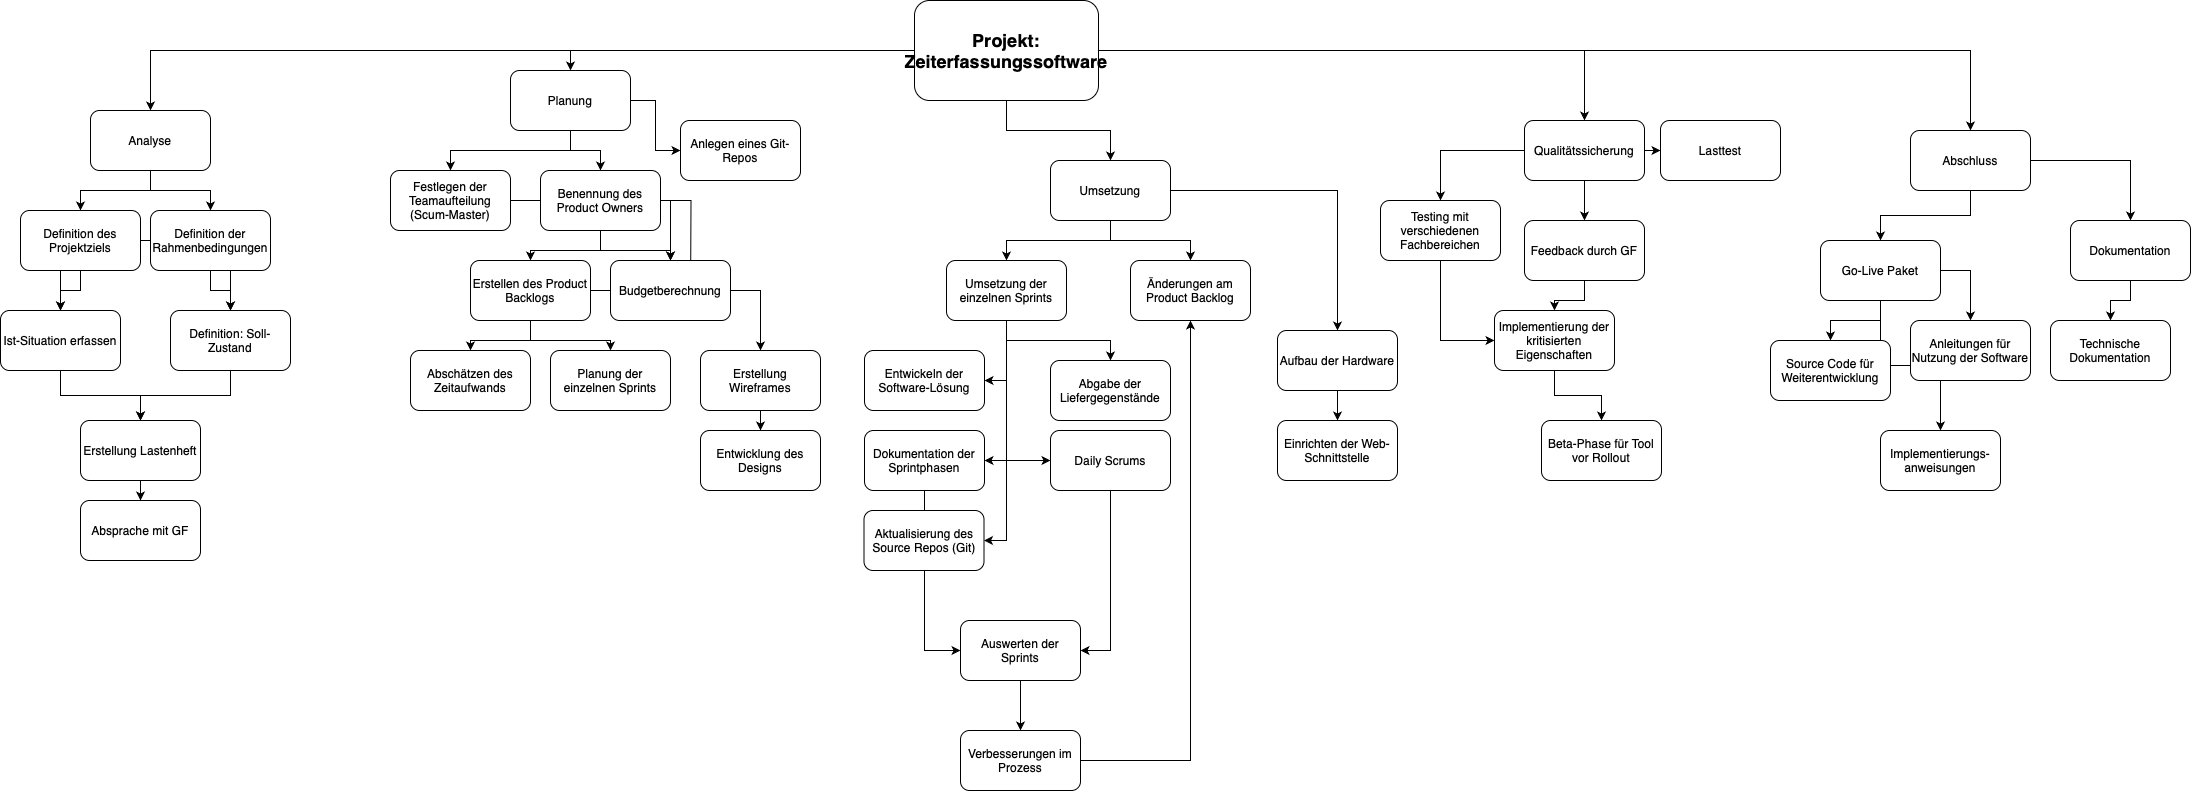 Projekt:
Zeiterfassungssoftware
Analyse
Definition des
Projektziels
Definition der
Rahmenbedingungen
Ist-Situation erfassen
Definition: Soll-
Zustand
Erstellung Lastenheft
Absprache mit GF
Planung
Anlegen eines Git-
Repos
Festlegen der
Teamaufteilung
(Scum-Master)
Benennung des
Product Owners
Erstellen des Product
Backlogs
Budgetberechnung
Abschätzen des
Zeitaufwands
Planung der
einzelnen Sprints
Erstellung
Wireframes
Entwicklung des
Designs
Umsetzung
Umsetzung der
einzelnen Sprints
Änderungen am
Product Backlog
Entwickeln der
Software-Lösung
Abgabe der
Liefergegenstände
Dokumentation der
Sprintphasen
Daily Scrums
Aktualisierung des
Source Repos (Git)
Auswerten der
Sprints
Verbesserungen im
Prozess
Aufbau der Hardware
Einrichten der Web-
Schnittstelle
Qualitätssicherung
Lasttest
Testing mit
verschiedenen
Fachbereichen
Feedback durch GF
Implementierung der
kritisierten
Eigenschaften
Beta-Phase für Tool
vor Rollout
Abschluss
Go-Live Paket
Dokumentation
Source Code für
Weiterentwicklung
Anleitungen für
Nutzung der Software
Technische
Dokumentation
Implementierungs-
anweisungen